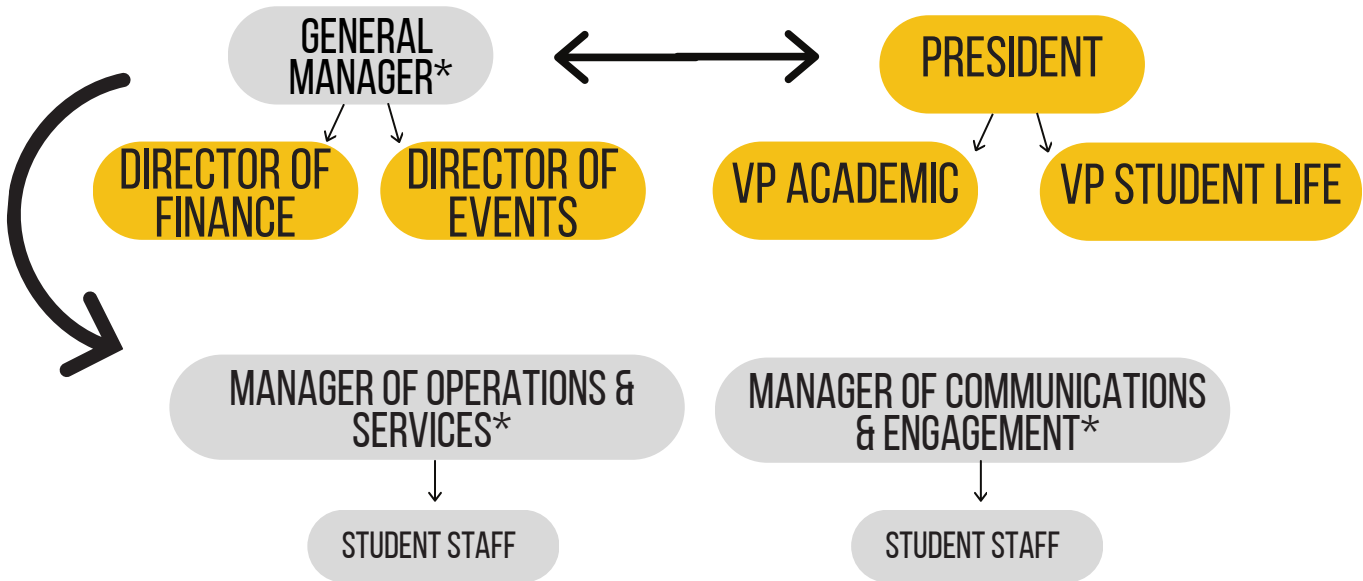 GENERAL
MANAGER*
PRESIDENT
DIRECTOR OF
FINANCE
DIRECTOR OF
EVENTS
VP ACADEMIC
VP STUDENT LIFE
MANAGER OF OPERATIONS &
SERVICES*
MANAGER OF COMMUNICATIONS
& ENGAGEMENT*
STUDENT STAFF
STUDENT STAFF